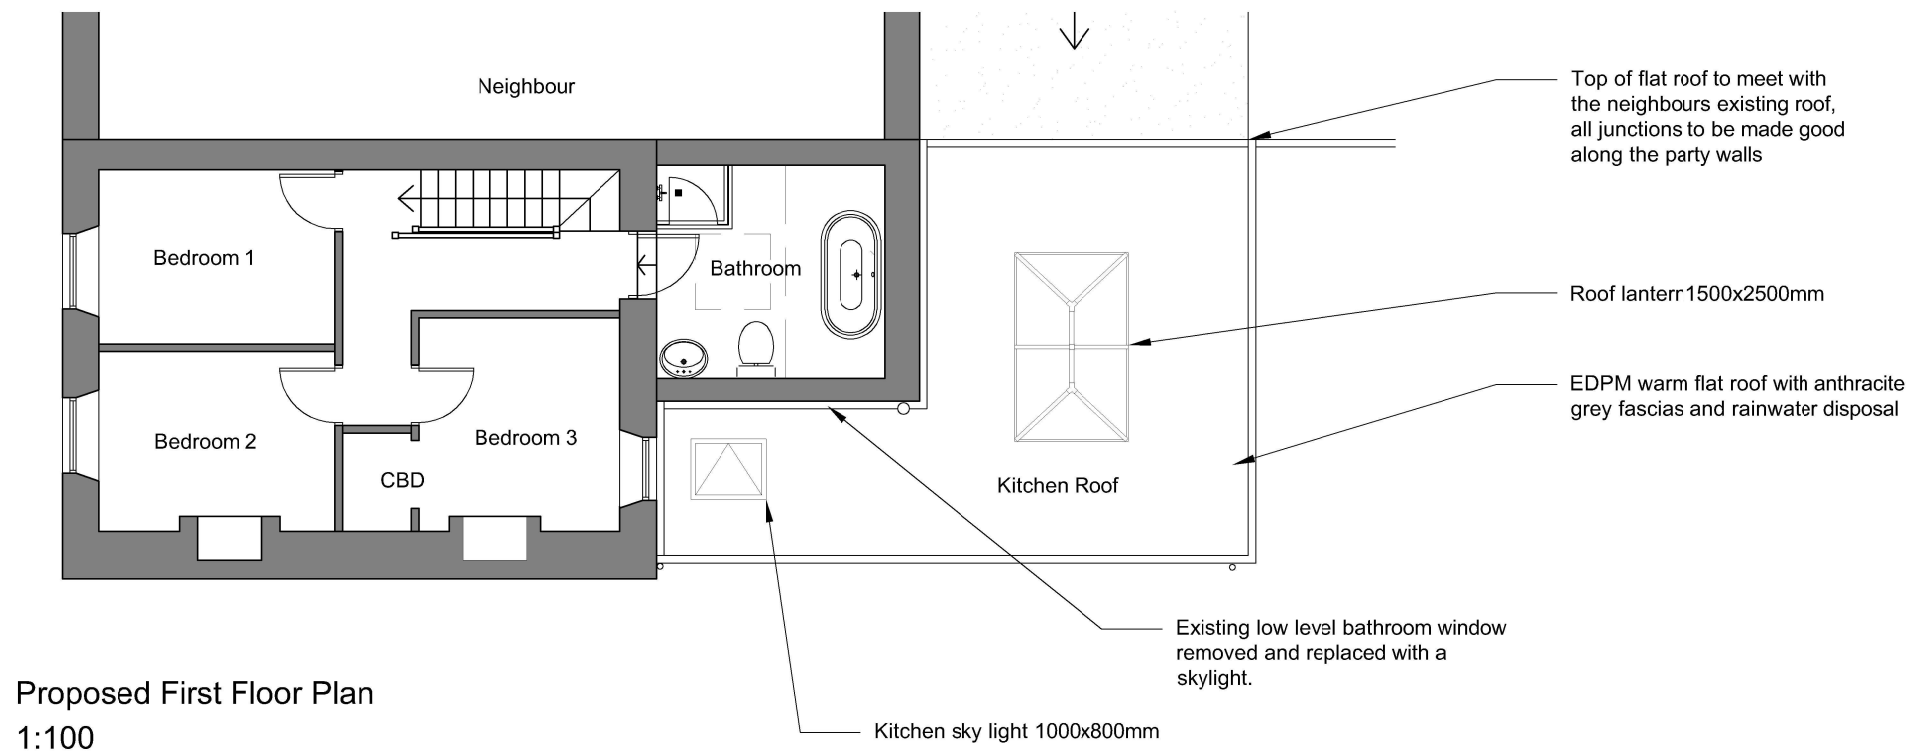 Neighbour
Top of flat roof to meet with
the neighbours existing roof,
all junctions to be made good
along the party walls
Bedroom 1
Bathroom
Roof lantern 1500x2500mm
EDPM warm flat roof with anthracite
grey fascias and rainwater disposal
Bedroom 2
Bedroom 3
CBD
Kitchen Roof
Existing low level bathroom window
removed and replaced with a
skylight.
Proposed First Floor Plan
1:100
Kitchen sky light 1000x800mm